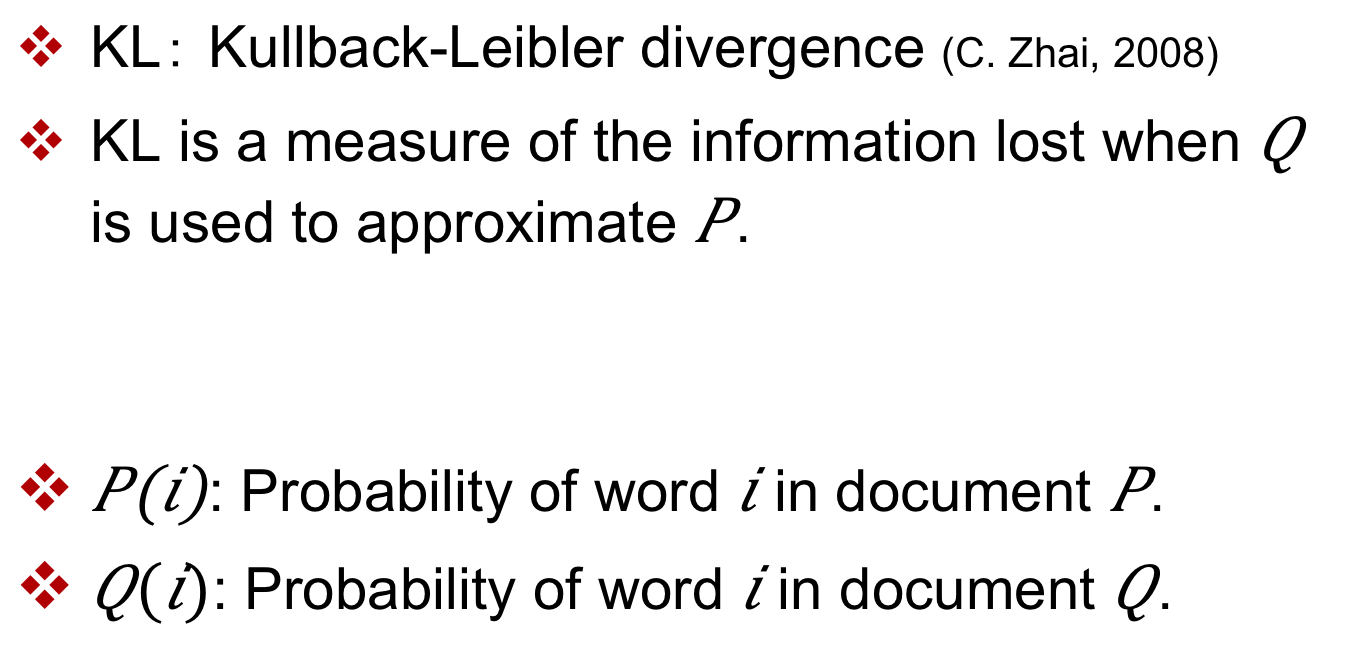 ❖ KL: Kullback-Leibler divergence (C. Zhai, 2008)
❖ KL is a measure of the information lost when Q
is used to approximate P.
❖ P(i): Probability of word i in document P.
❖ Q(i): Probability of word i in document Q.